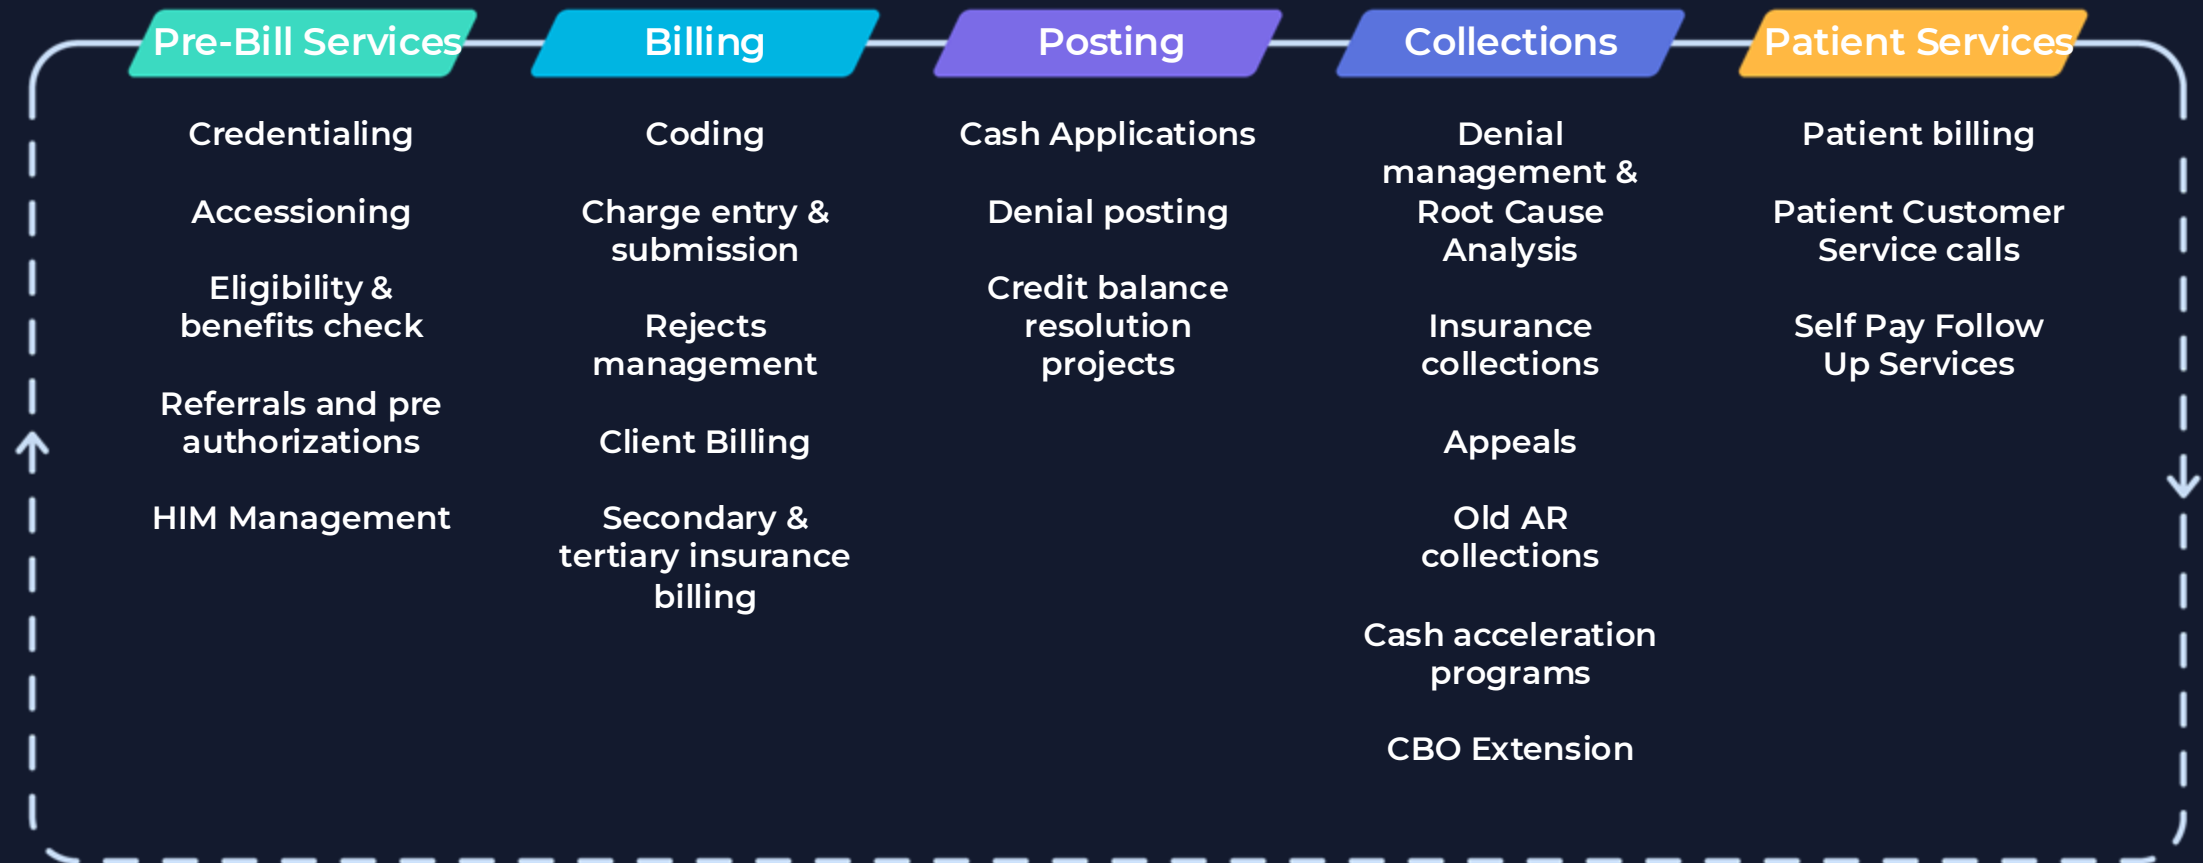 Pre-Bill Services
Credentialing
Accessioning
Eligibility &
benefits check
Referrals and pre
authorizations
HIM Management
Billing
Coding
Charge entry &
submission
Rejects
management
Client Billing
Secondary &
tertiary insurance
billing
Posting
Cash Applications
Denial posting
Credit balance
resolution
projects
Collections
Denial
management &
Root Cause
Analysis
Insurance
collections
Appeals
Old AR
collections
Cash acceleration
programs
CBO Extension
Patient Services
Patient billing
Patient Customer
Service calls
Self Pay Follow
Up Services